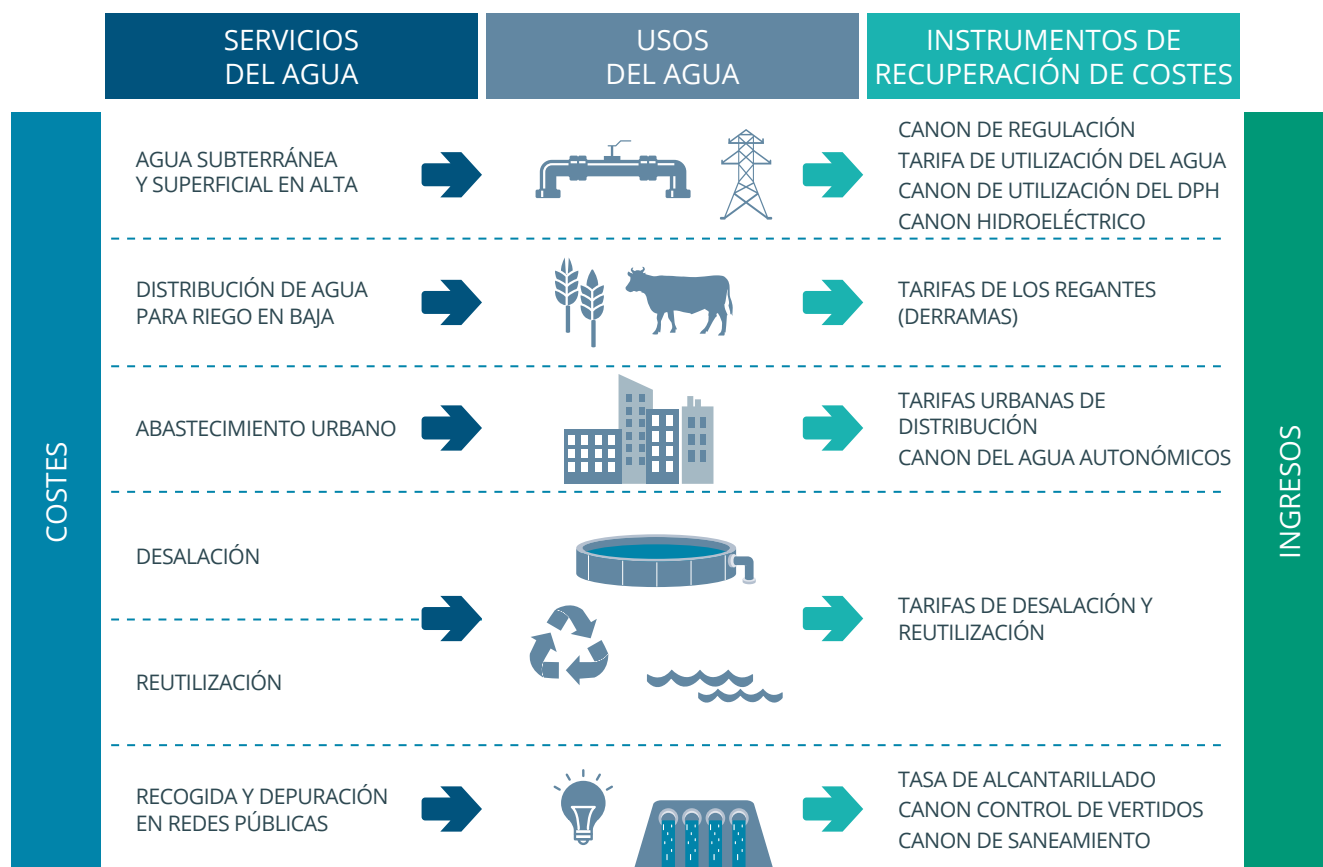 SERVICIOS
DEL AGUA
USOS
DEL AGUA
INSTRUMENTOS DE
RECUPERACIÓN DE COSTES
COSTES
AGUA SUBTERRÁNEA
Y SUPERFICIAL EN ALTA
CANON DE REGULACIÓN
TARIFA DE UTILIZACIÓN DEL AGUA
CANON DE UTILIZACIÓN DEL DPH
CANON HIDROELÉCTRICO
DISTRIBUCIÓN DE AGUA
PARA RIEGO EN BAJA
TARIFAS DE LOS REGANTES
(DERRAMAS)
ABASTECIMIENTO URBANO
TARIFAS URBANAS DE
DISTRIBUCIÓN
CANON DEL AGUA AUTONÓMICOS
DESALACIÓN
REUTILIZACIÓN
TARIFAS DE DESALACIÓN Y
REUTILIZACIÓN
RECOGIDA Y DEPURACIÓN
EN REDES PÚBLICAS
TASA DE ALCANTARILLADO
CANON CONTROL DE VERTIDOS
CANON DE SANEAMIENTO
INGRESOS